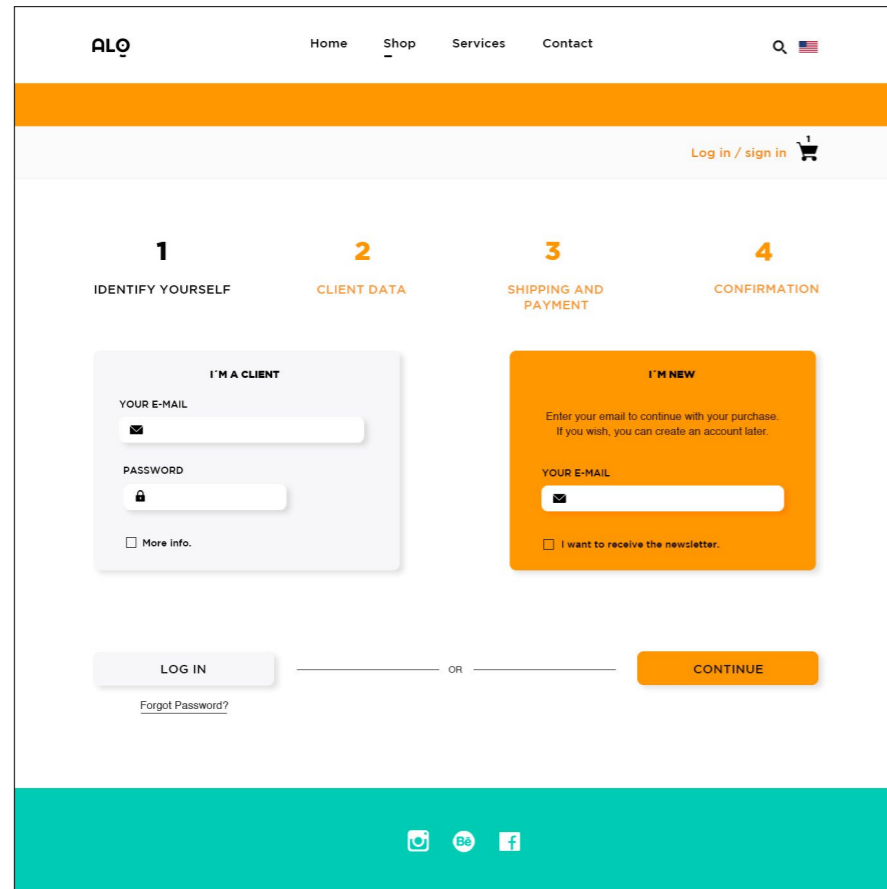 ALO
Home Shop Services Contact
1
Log in / sign in
1 2 3 4
IDENTIFY YOURSELF CLIENT DATA SHIPPING AND CONFIRMATION
PAYMENT
I´M A CLIENT
YOUR E-MAIL
PASSWORD
More info.
I´M NEW
Enter your email to continue with your purchase.
If you wish, you can create an account later.
YOUR E-MAIL
I want to receive the newsletter.
LOG IN OR CONTINUE
Forgot Password?
Bē
f